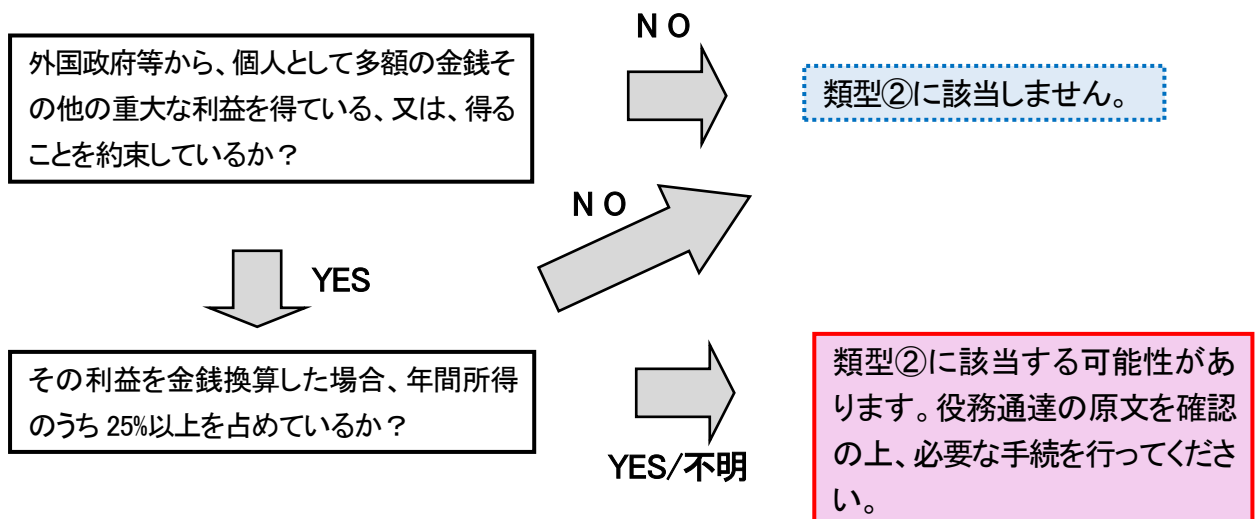 外国政府等から、個人として多額の金銭そ
の他の重大な利益を得ている、又は、得る
ことを約束しているか？
ＮＯ
類型②に該当しません。
ＮＯ
YES
その利益を金銭換算した場合、年間所得
のうち 25%以上を占めているか？
YES/不明
類型②に該当する可能性があ
ります。役務通達の原文を確認
の上、必要な手続を行ってくださ
い。